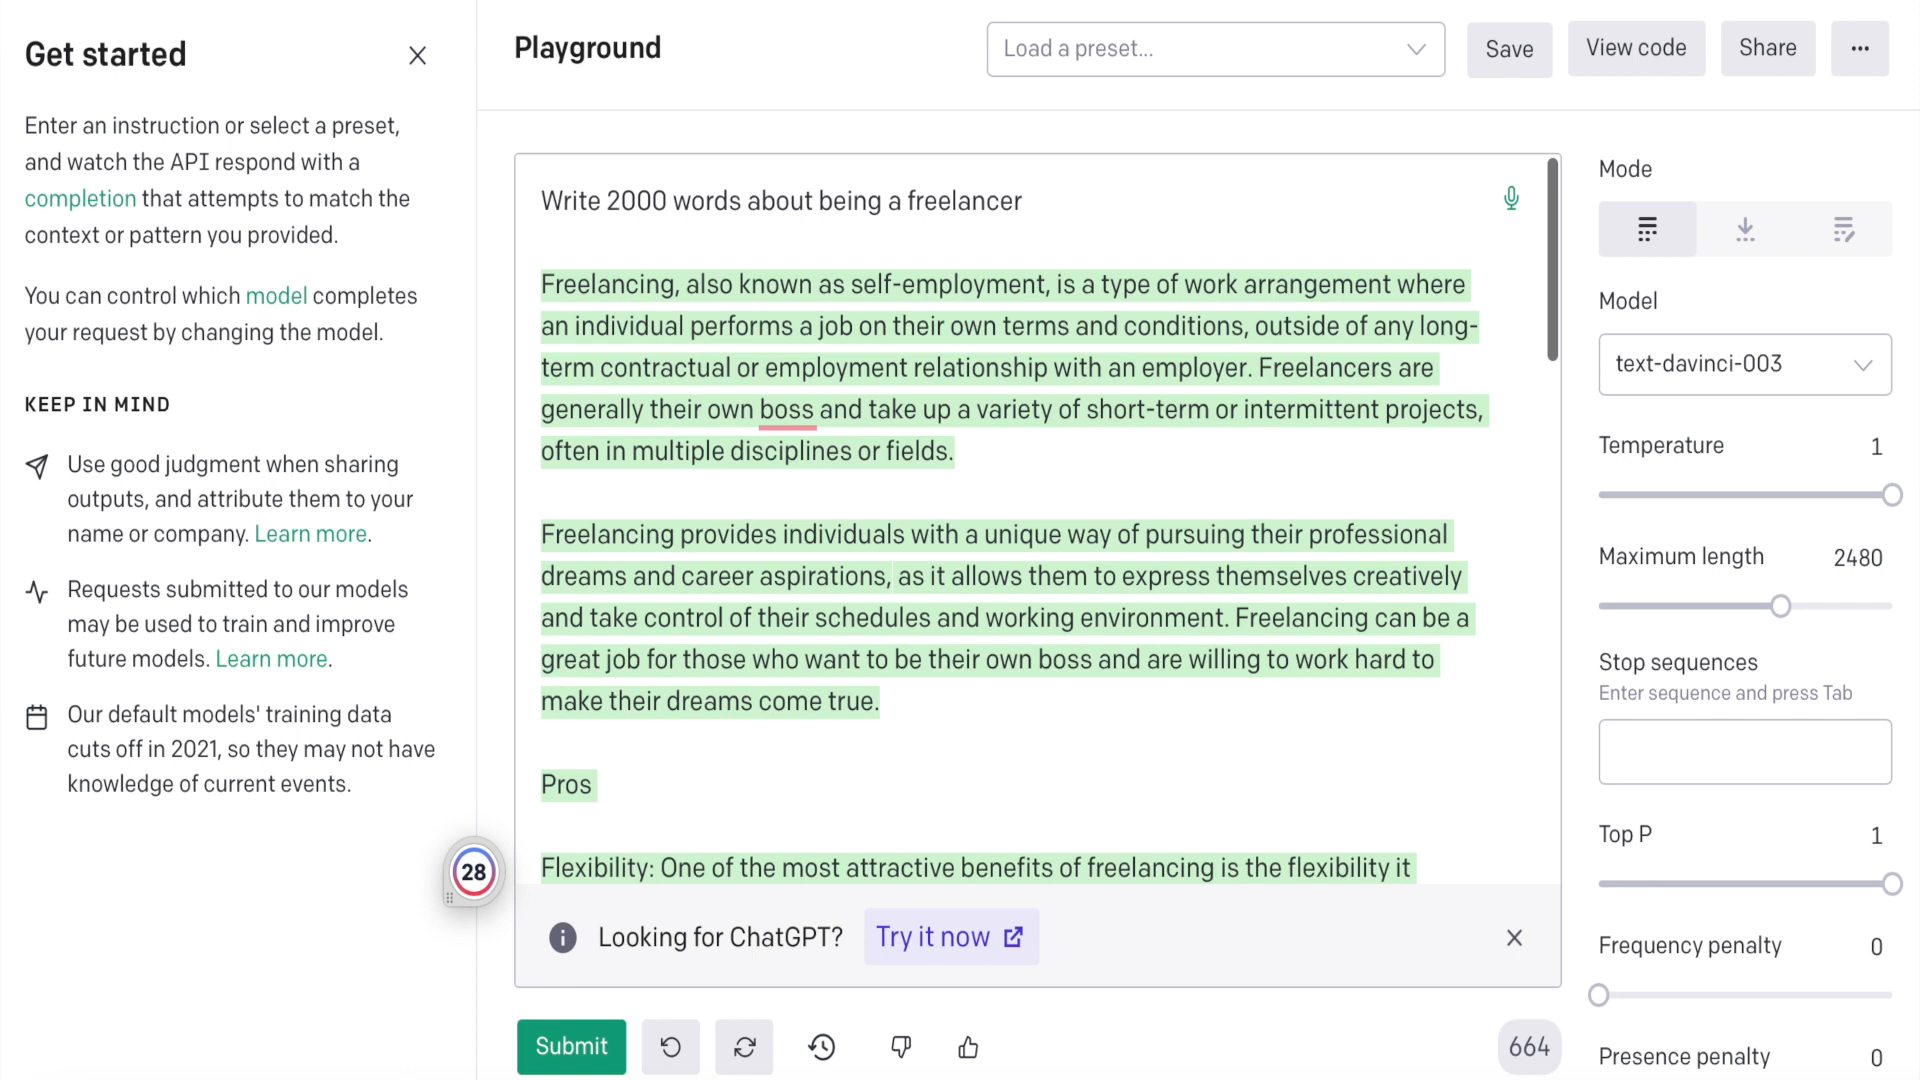 Get started
Enter an instruction or select a preset,
and watch the API respond with a
completion that attempts to match the
context or pattern you provided.
You can control which model completes
your request by changing the model.
KEEP IN MIND
Use good judgment when sharing
outputs, and attribute them to your
name or company. Learn more.
Requests submitted to our models
may be used to train and improve
future models. Learn more.
Our default models' training data
cuts off in 2021, so they may not have
knowledge of current events.
28
Playground
Load a preset...
Save
View code
Share
...
Write 2000 words about being a freelancer
Freelancing, also known as self-employment, is a type of work arrangement where
an individual performs a job on their own terms and conditions, outside of any long-
term contractual or employment relationship with an employer. Freelancers are
generally their own boss and take up a variety of short-term or intermittent projects,
often in multiple disciplines or fields.
Freelancing provides individuals with a unique way of pursuing their professional
dreams and career aspirations, as it allows them to express themselves creatively
and take control of their schedules and working environment. Freelancing can be a
great job for those who want to be their own boss and are willing to work hard to
make their dreams come true.
Pros
Flexibility: One of the most attractive benefits of freelancing is the flexibility it
Looking for ChatGPT? Try it now
Submit
664
Mode
Model
text-davinci-003
Temperature 1
Maximum length 2480
Stop sequences
Enter sequence and press Tab
Top P 1
Frequency penalty 0
Presence penalty 0